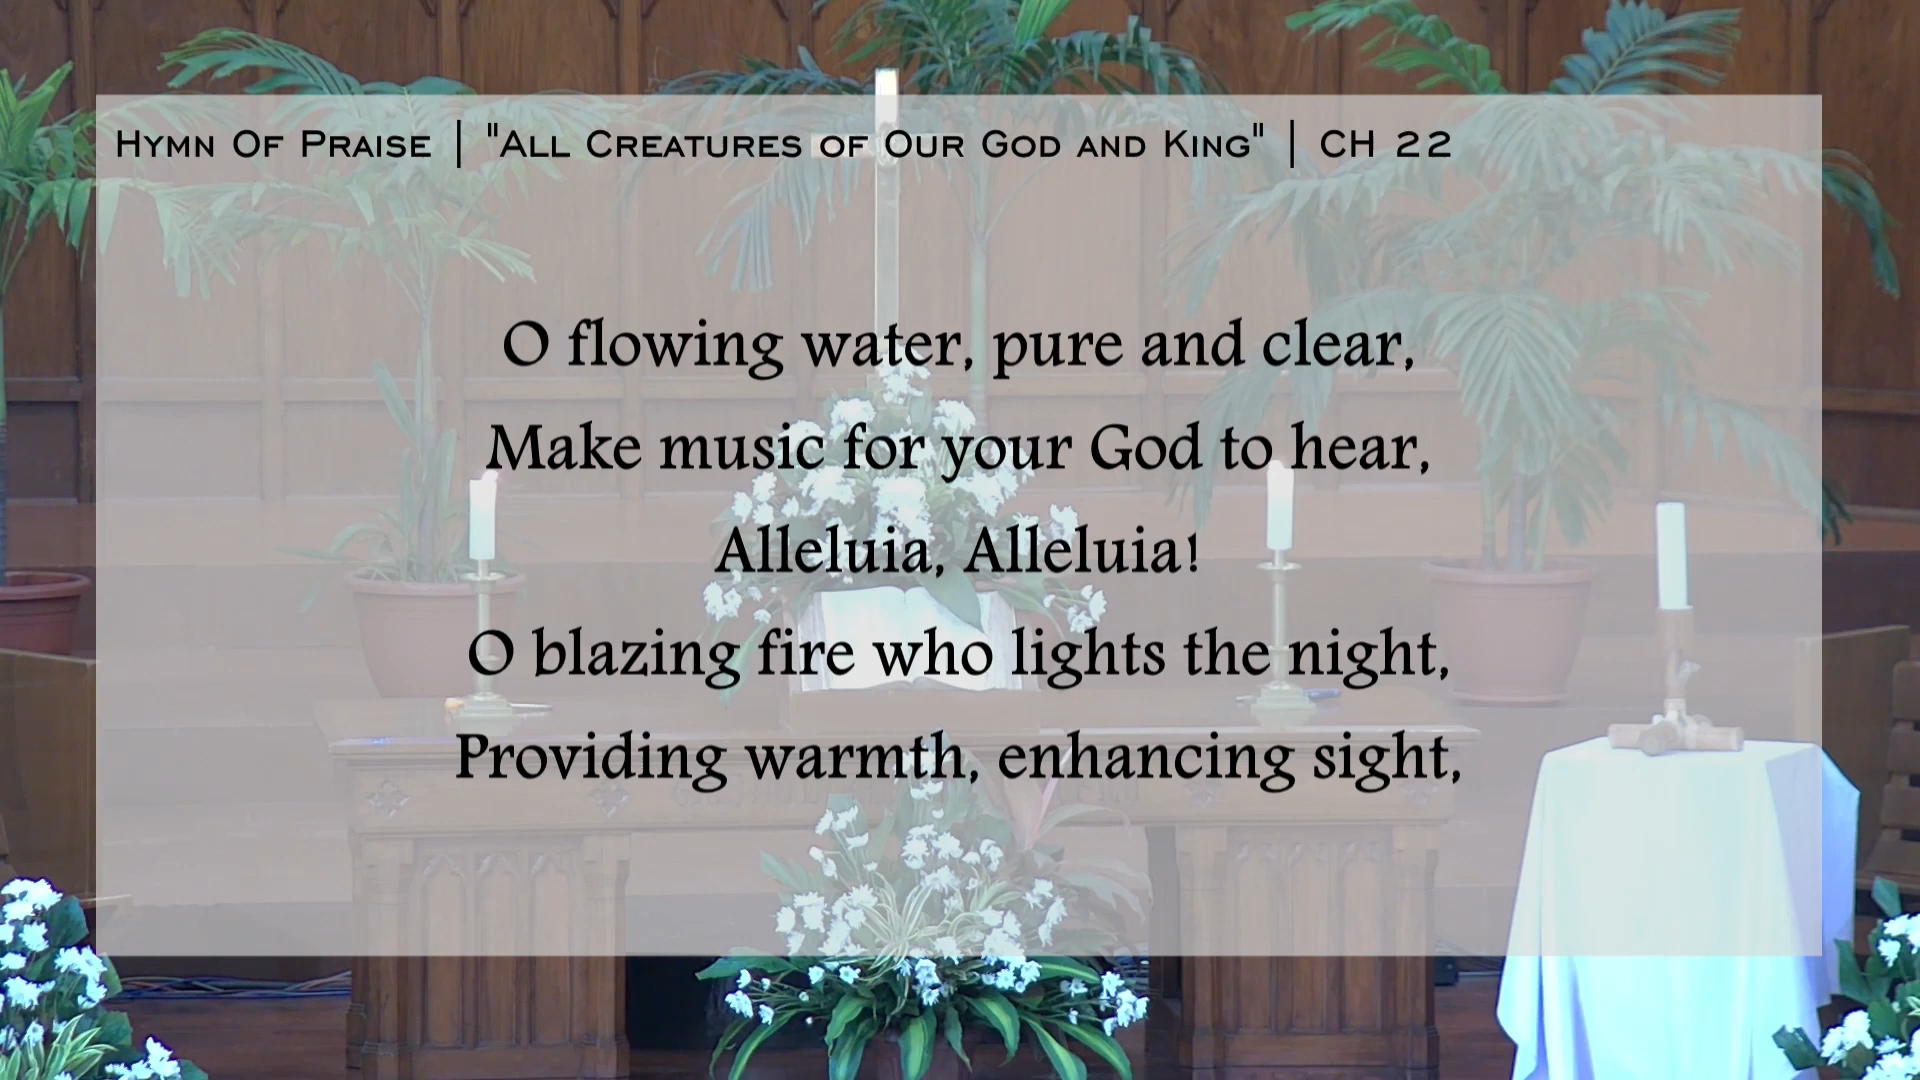 Hymn Of Praise | "All Creatures of Our God and King" | CH 22
O flowing water, pure and clear,
Make music for your God to hear,
Alleluia, Alleluia!
O blazing fire who lights the night,
Providing warmth, enhancing sight,